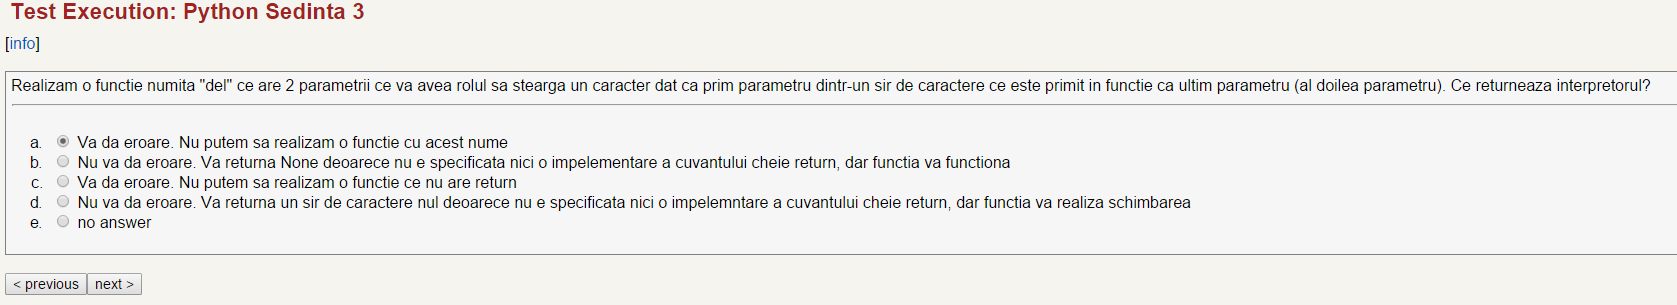 Test Execution: Python Sedinta 3
[info]
Realizam o functie numita "del" ce are 2 parametrii ce va avea rolul sa stearga un caracter dat ca prim parametru dintr-un sir de caractere ce este primit in functie ca ultim parametru (al doilea parametru). Ce returneaza interpretorul?
a. Va da eroare. Nu putem sa realizam o functie cu acest nume
b. Nu va da eroare. Va returna None deoarece nu e specificata nici o impelementare a cuvantului cheie return, dar functia va functiona
c. Va da eroare. Nu putem sa realizam o functie ce nu are return
d. Nu va da eroare. Va returna un sir de caractere nul deoarece nu e specificata nici o impelemntare a cuvantului cheie return, dar functia va realiza schimbarea
e. no answer
< previous next >